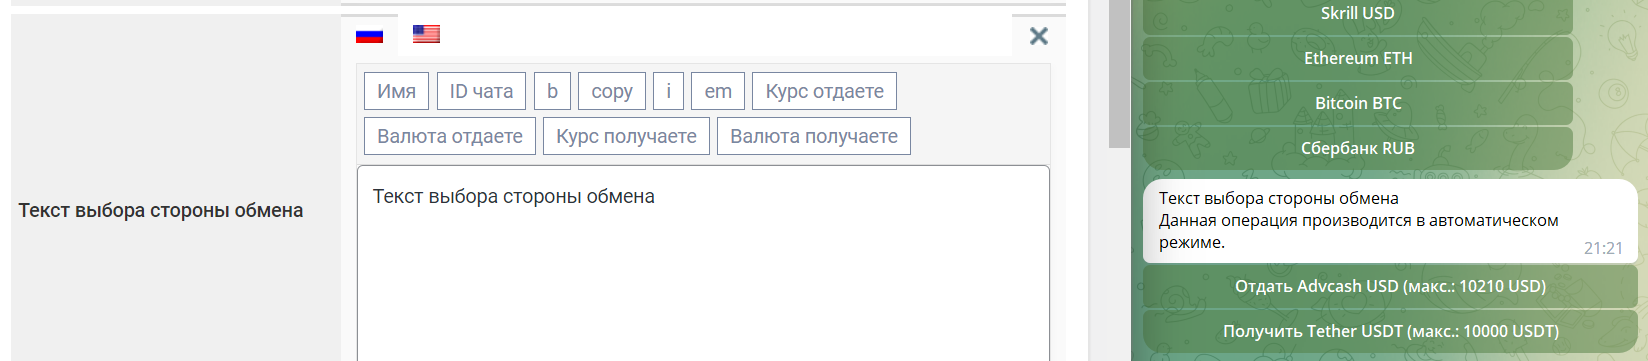 Имя ID чата b copy i em Курс отдаете
Валюта отдаете Курс получаете Валюта получаете
Текст выбора стороны обмена
Текст выбора стороны обмена
Skrill USD
Ethereum ETH
Bitcoin BTC
Сбербанк RUB
Текст выбора стороны обмена
Данная операция производится в автоматическом
режиме.
21:21
Отдать Advcash USD (макс.: 10210 USD)
Получить Tether USDT (макс.: 10000 USDT)